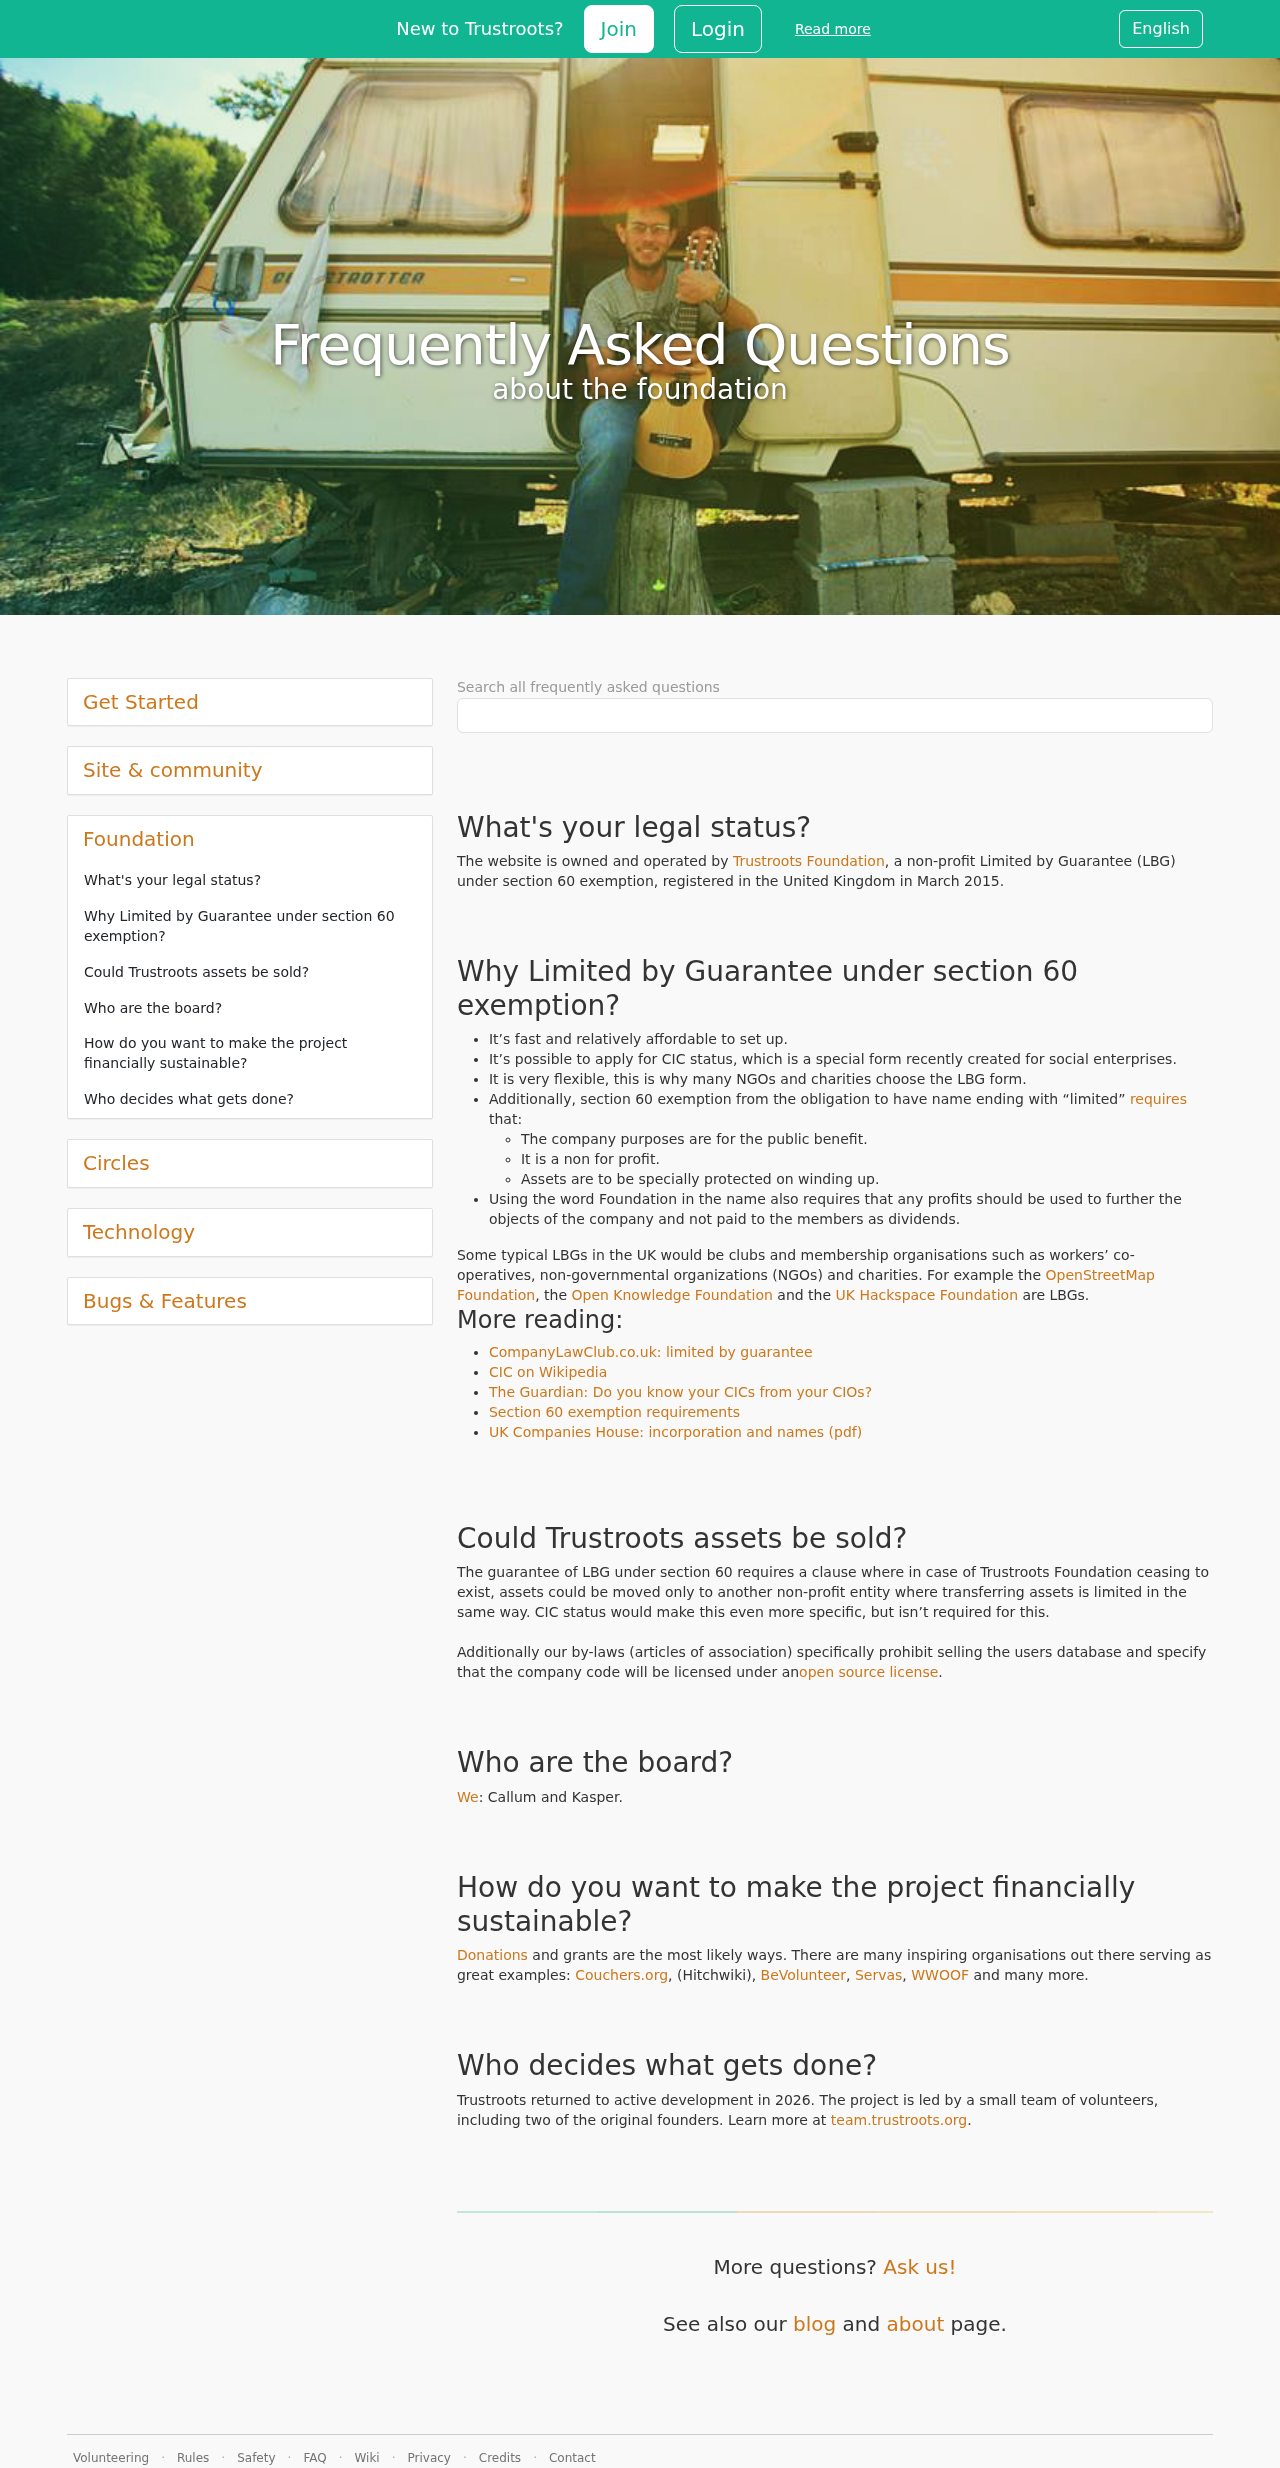 New to Trustroots? Join Login Read more English
GLOBETROTTER
Frequently Asked Questions
about the foundation
Get Started
Site & community
Foundation
What's your legal status?
Why Limited by Guarantee under section 60
exemption?
Could Trustroots assets be sold?
Who are the board?
How do you want to make the project
financially sustainable?
Who decides what gets done?
Circles
Technology
Bugs & Features
Search all frequently asked questions
What's your legal status?
The website is owned and operated by Trustroots Foundation, a non-profit Limited by Guarantee (LBG)
under section 60 exemption, registered in the United Kingdom in March 2015.
Why Limited by Guarantee under section 60
exemption?
• It’s fast and relatively affordable to set up.
• It’s possible to apply for CIC status, which is a special form recently created for social enterprises.
• It is very flexible, this is why many NGOs and charities choose the LBG form.
• Additionally, section 60 exemption from the obligation to have name ending with “limited” requires
that:
◦ The company purposes are for the public benefit.
◦ It is a non for profit.
◦ Assets are to be specially protected on winding up.
• Using the word Foundation in the name also requires that any profits should be used to further the
objects of the company and not paid to the members as dividends.
Some typical LBGs in the UK would be clubs and membership organisations such as workers’ co-
operatives, non-governmental organizations (NGOs) and charities. For example the OpenStreetMap
Foundation, the Open Knowledge Foundation and the UK Hackspace Foundation are LBGs.
More reading:
• CompanyLawClub.co.uk: limited by guarantee
• CIC on Wikipedia
• The Guardian: Do you know your CICs from your CIOs?
• Section 60 exemption requirements
• UK Companies House: incorporation and names (pdf)
Could Trustroots assets be sold?
The guarantee of LBG under section 60 requires a clause where in case of Trustroots Foundation ceasing to
exist, assets could be moved only to another non-profit entity where transferring assets is limited in the
same way. CIC status would make this even more specific, but isn’t required for this.
Additionally our by-laws (articles of association) specifically prohibit selling the users database and specify
that the company code will be licensed under anopen source license.
Who are the board?
We: Callum and Kasper.
How do you want to make the project financially
sustainable?
Donations and grants are the most likely ways. There are many inspiring organisations out there serving as
great examples: Couchers.org, (Hitchwiki), BeVolunteer, Servas, WWOOF and many more.
Who decides what gets done?
Trustroots returned to active development in 2026. The project is led by a small team of volunteers,
including two of the original founders. Learn more at team.trustroots.org.
More questions? Ask us!
See also our blog and about page.
Volunteering · Rules · Safety · FAQ · Wiki · Privacy · Credits · Contact